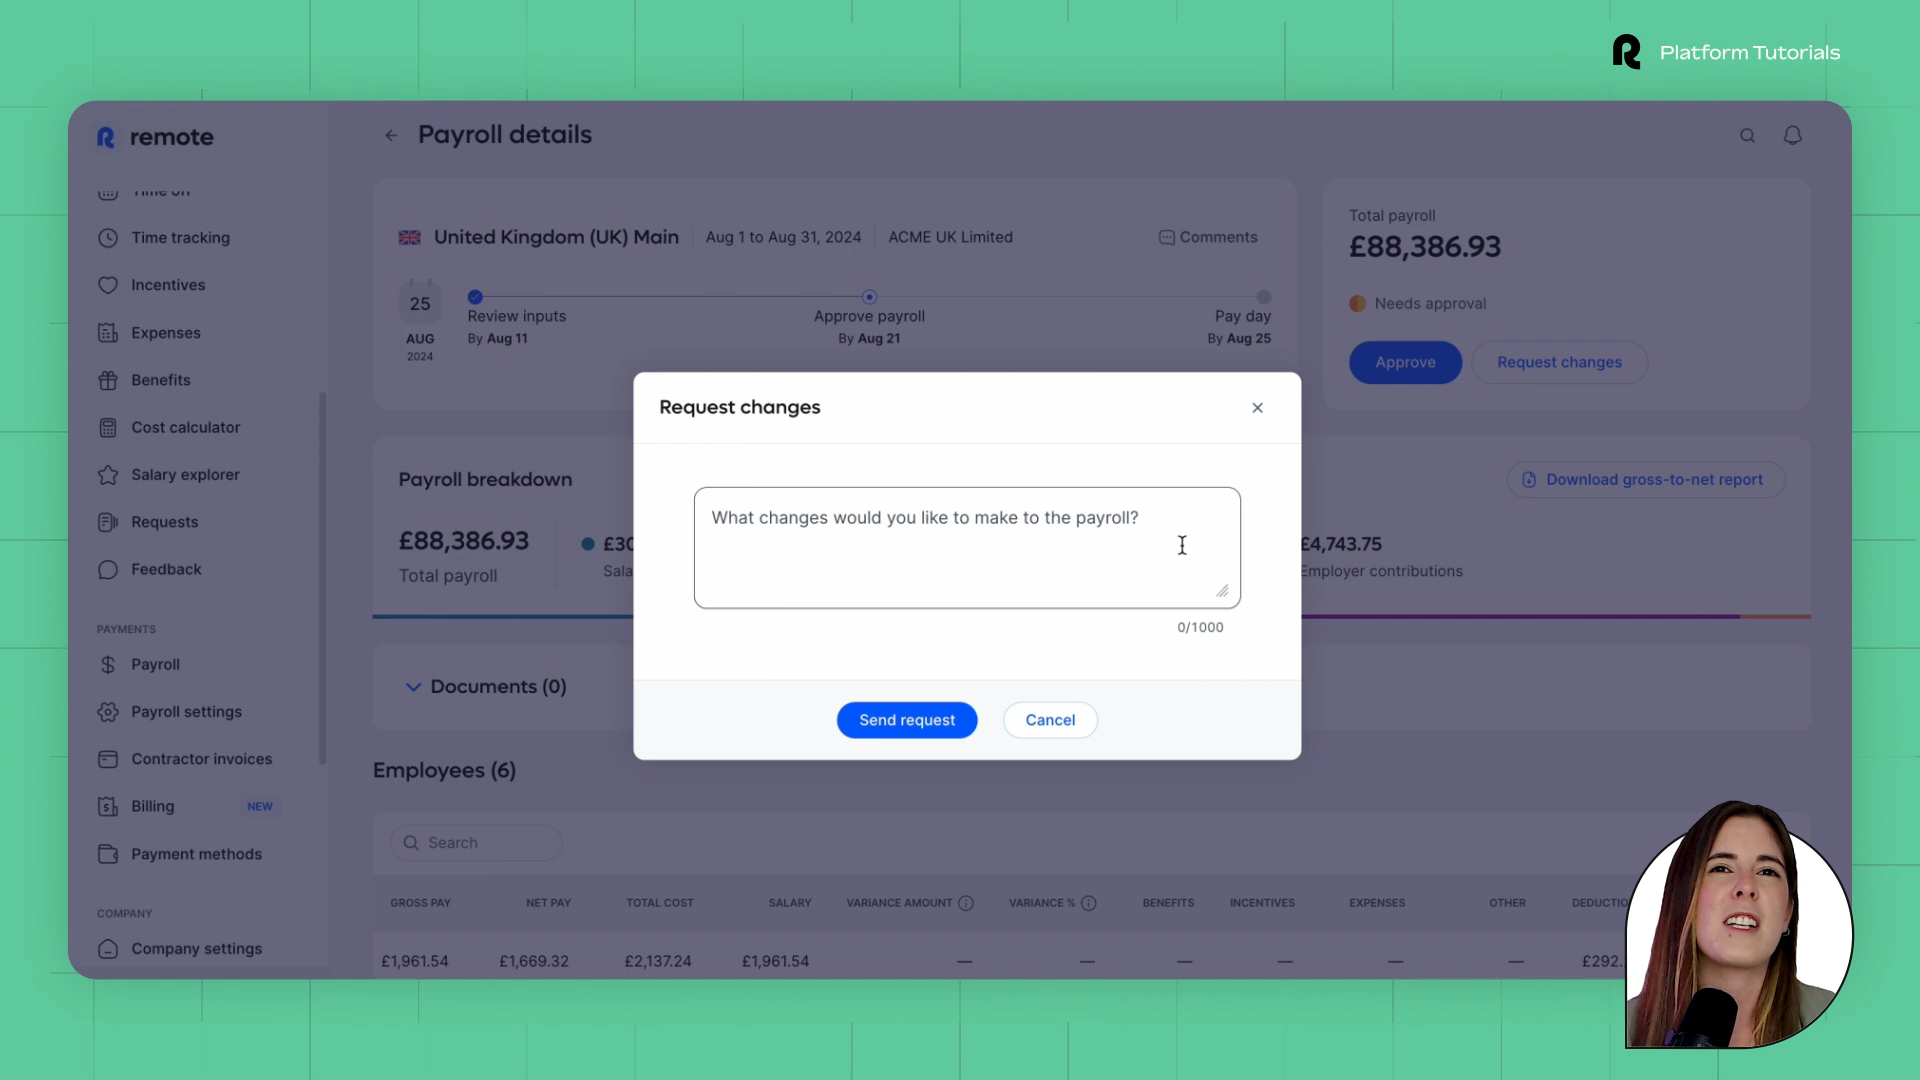 Platform Tutorials
remote
Payroll details
Time off
Time tracking
Incentives
Expenses
Benefits
Cost calculator
Salary explorer
Requests
Feedback
PAYMENTS
Payroll
Payroll settings
Contractor invoices
Billing NEW
Payment methods
COMPANY
Company settings
United Kingdom (UK) Main Aug 1 to Aug 31, 2024 ACME UK Limited Comments
25
AUG
2024
Review inputs
By Aug 11
Approve payroll
By Aug 21
Pay day
By Aug 25
Total payroll
£88,386.93
Needs approval
Approve Request changes
Request changes
What changes would you like to make to the payroll?
0/1000
Send request Cancel
Payroll breakdown
Download gross-to-net report
£88,386.93
Total payroll
£4,743.75
Employer contributions
Documents (0)
Employees (6)
Search
GROSS PAY NET PAY TOTAL COST SALARY VARIANCE AMOUNT VARIANCE % BENEFITS INCENTIVES EXPENSES OTHER
£1,961.54 £1,669.32 £2,137.24 £1,961.54 — — — — — — £292.